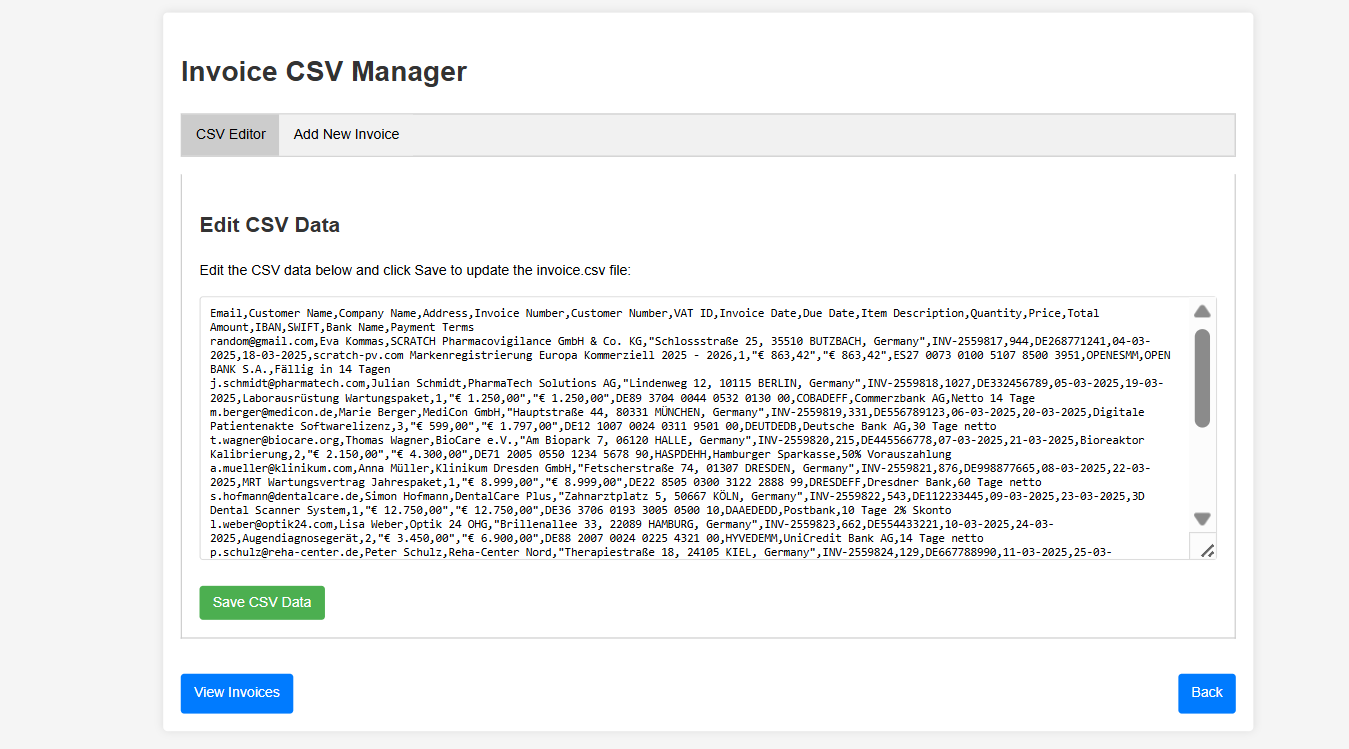 Invoice CSV Manager
CSV Editor
Add New Invoice
Edit CSV Data
Edit the CSV data below and click Save to update the invoice.csv file:
Email,Customer Name,Company Name,Address,Invoice Number,Customer Number,VAT ID,Invoice Date,Due Date,Item Description,Quantity,Price,Total
Amount,IBAN,SWIFT,Bank Name,Payment Terms
random@gmail.com,Eva Kommas,SCRATCH Pharmacovigilance GmbH & Co. KG,"Schlossstraße 25, 35510 BUTZBACH, Germany",INV-2559817,944,DE268771241,04-03-
2025,18-03-2025,scratch-pv.com Markenregistrierung Europa Kommerziell 2025 - 2026,1,"€ 863,42","€ 863,42",ES27 0073 0100 5107 8500 3951,OPENESMM,OPEN
BANK S.A.,Fällig in 14 Tagen
j.schmidt@pharmatech.com,Julian Schmidt,PharmaTech Solutions AG,"Lindenweg 12, 10115 BERLIN, Germany",INV-2559818,1027,DE332456789,05-03-2025,19-03-
2025,Laborausrüstung Wartungspaket,1,"€ 1.250,00","€ 1.250,00",DE89 3704 0044 0532 0130 00,COBADEFF,Commerzbank AG,Netto 14 Tage
m.berger@medicon.de,Marie Berger,MediCon GmbH,"Hauptstraße 44, 80331 MÜNCHEN, Germany",INV-2559819,331,DE556789123,06-03-2025,20-03-2025,Digitale
Patientenakte Softwarelizenz,3,"€ 599,00","€ 1.797,00",DE12 1007 0024 0311 9501 00,DEUTDEDB,Deutsche Bank AG,30 Tage netto
t.wagner@biocare.org,Thomas Wagner,BioCare e.V.,"Am Biopark 7, 06120 HALLE, Germany",INV-2559820,215,DE445566778,07-03-2025,21-03-2025,Bioreaktor
Kalibrierung,2,"€ 2.150,00","€ 4.300,00",DE71 2005 0550 1234 5678 90,HASPDEHH,Hamburger Sparkasse,50% Vorauszahlung
a.mueller@klinikum.com,Anna Müller,Klinikum Dresden GmbH,"Fetscherstraße 74, 01307 DRESDEN, Germany",INV-2559821,876,DE998877665,08-03-2025,22-03-
2025,MRT Wartungsvertrag Jahrespaket,1,"€ 8.999,00","€ 8.999,00",DE22 8505 0300 3122 2888 99,DRESDEFF,Dresdner Bank,60 Tage netto
s.hofmann@dentalcare.de,Simon Hofmann,DentalCare Plus,"Zahnarztplatz 5, 50667 KÖLN, Germany",INV-2559822,543,DE112233445,09-03-2025,23-03-2025,3D
Dental Scanner System,1,"€ 12.750,00","€ 12.750,00",DE36 3706 0193 3005 0500 10,DAAEDEDD,Postbank,10 Tage 2% Skonto
l.weber@optik24.com,Lisa Weber,Optik 24 OHG,"Brillenallee 33, 22089 HAMBURG, Germany",INV-2559823,662,DE554433221,10-03-2025,24-03-
2025,Augendiagnosegerät,2,"€ 3.450,00","€ 6.900,00",DE88 2007 0024 0225 4321 00,HYVEDEMM,UniCredit Bank AG,14 Tage netto
p.schulz@reha-center.de,Peter Schulz,Reha-Center Nord,"Therapiestraße 18, 24105 KIEL, Germany",INV-2559824,129,DE667788990,11-03-2025,25-03-
Save CSV Data
View Invoices
Back